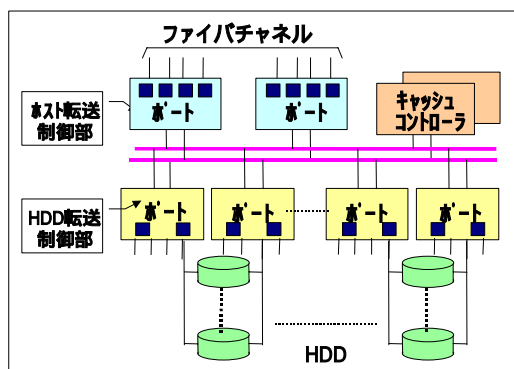 ファイバチャネル
ホスト転送
制御部
ポート
ポート
キャッシュ
コントローラ
HDD転送
制御部
ポート
ポート
ポート
ポート
HDD